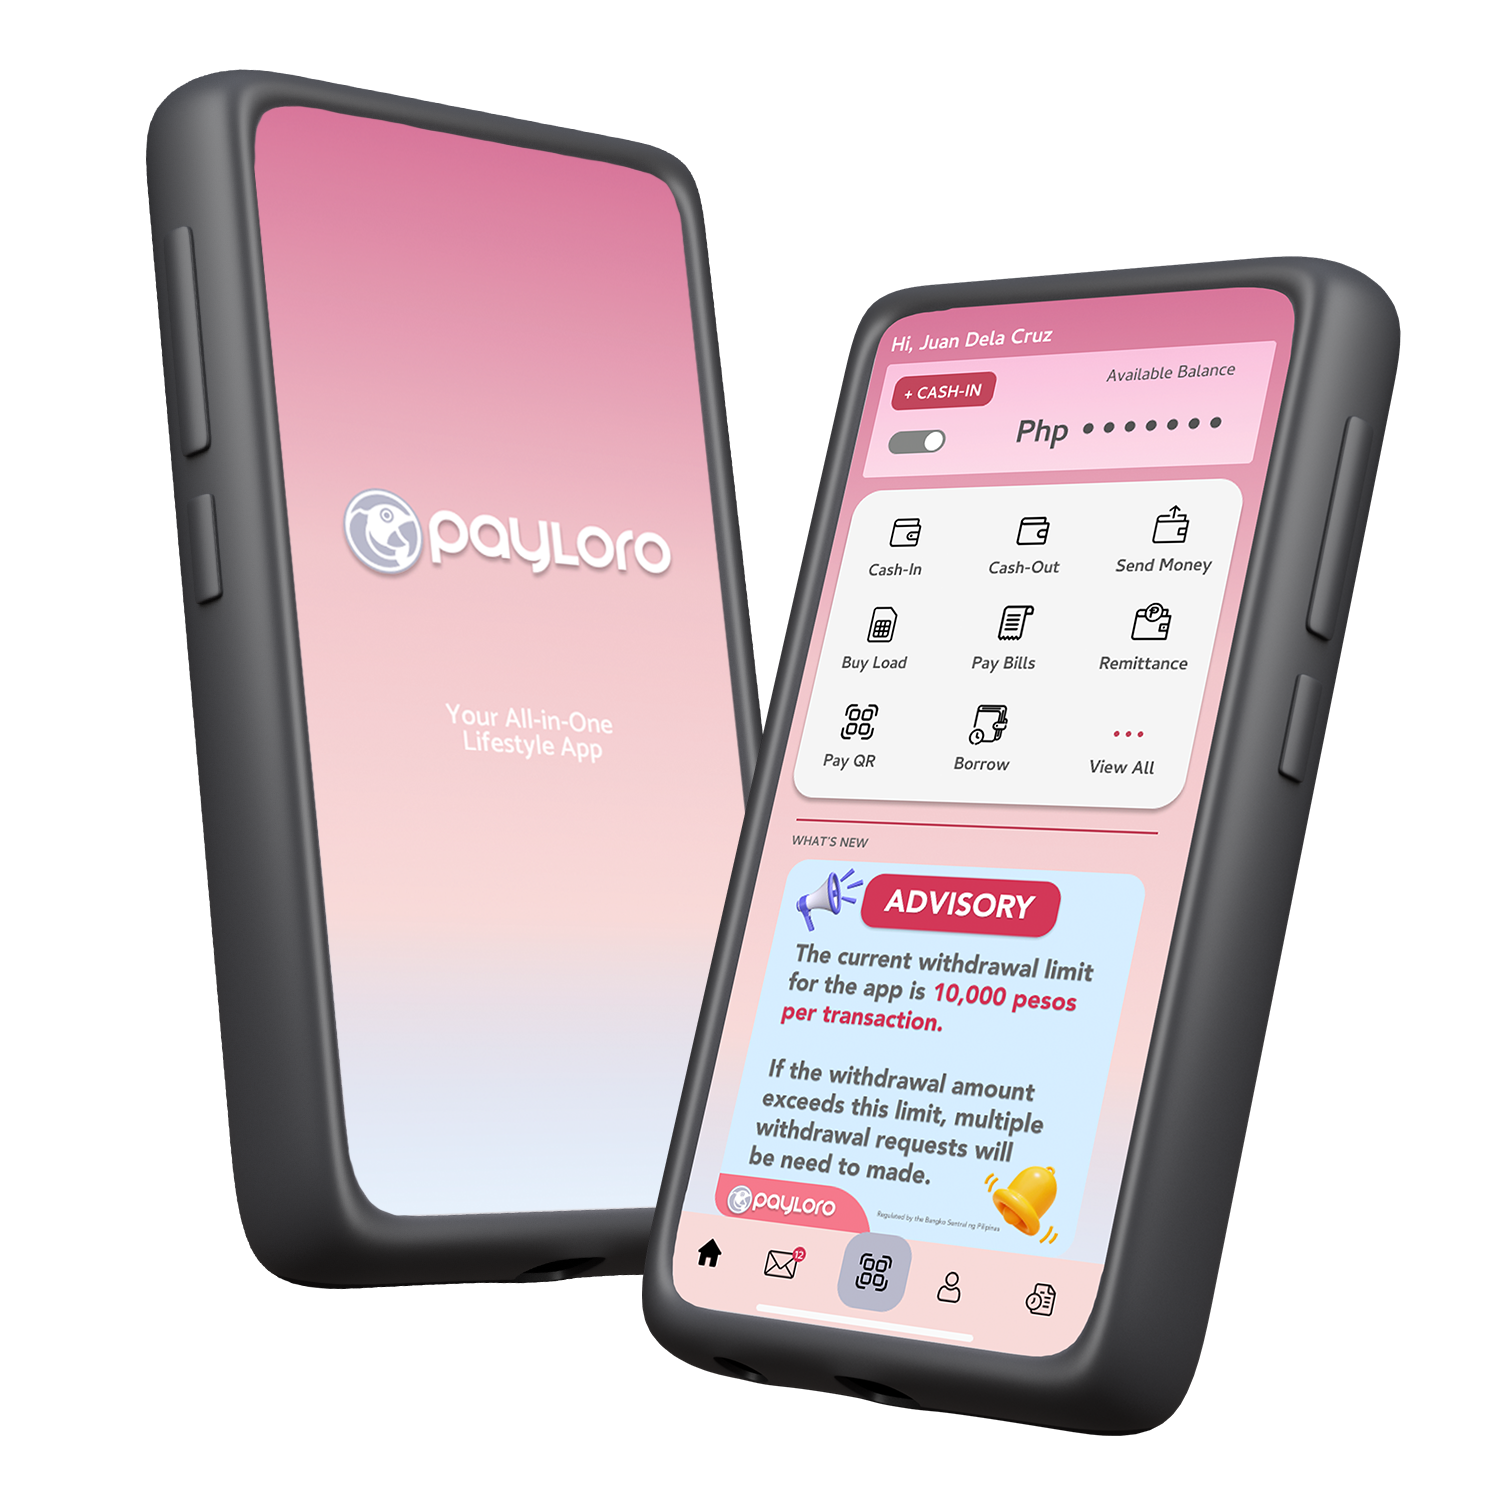 payLoro
Your All-in-One
Lifestyle App
Hi, Juan Dela Cruz
+ CASH-IN
Available Balance
Php
Cash-In
Cash-Out
Send Money
Buy Load
Pay Bills
Remittance
Pay QR
Borrow
View All
WHAT'S NEW
ADVISORY
The current withdrawal limit
for the app is 10,000 pesos
per transaction.
If the withdrawal amount
exceeds this limit, multiple
withdrawal requests will
be need to made.
payLoro
Regulated by the Bangko Sentral ng Pilipinas
12